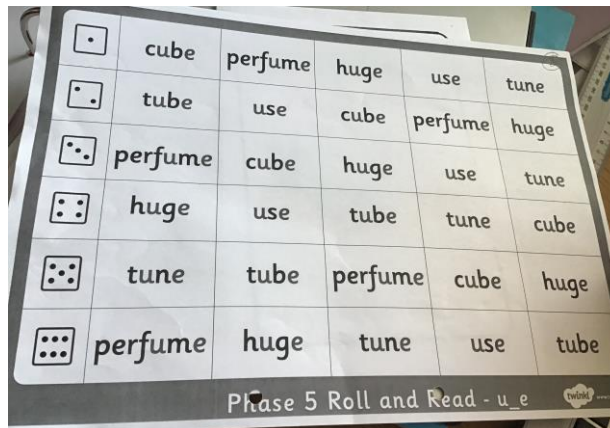 cube perfume huge use tune
tube use cube perfume huge
perfume cube huge use tune
huge use tube tune cube
tune tube perfume cube huge
perfume huge tune use tube
Phase 5 Roll and Read - u_e
twinkl